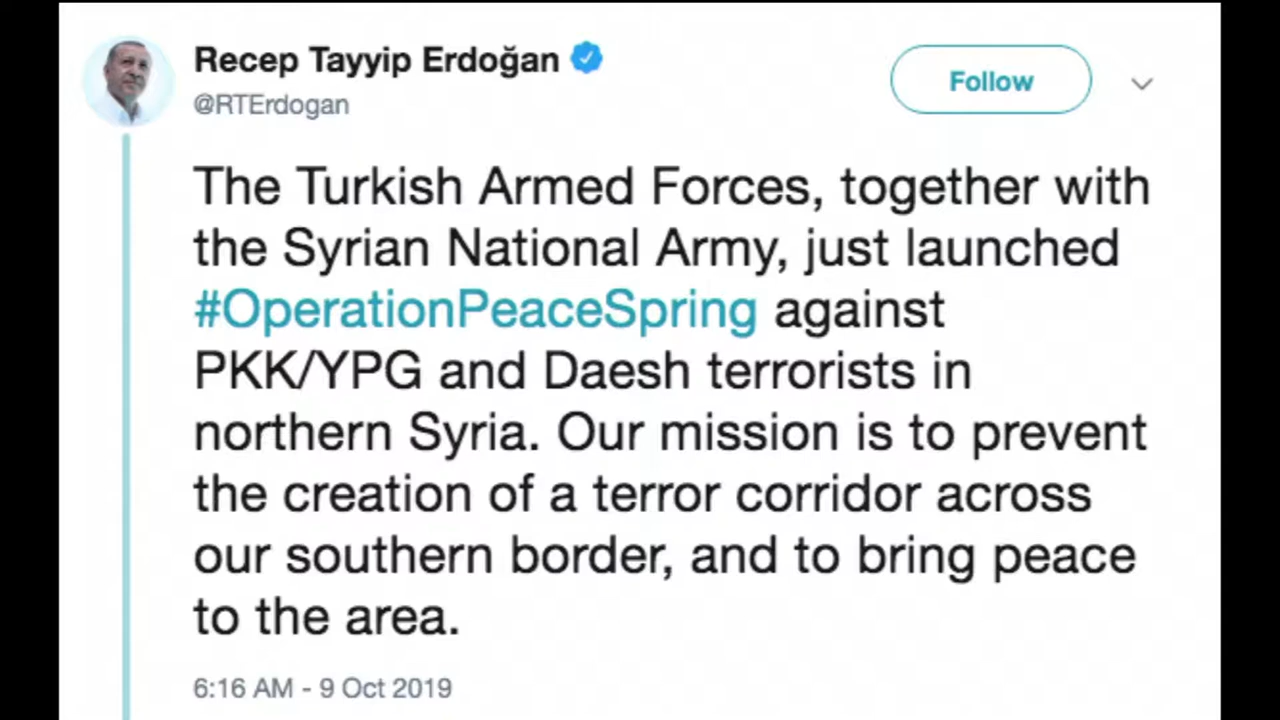 Recep Tayyip Erdoğan
@RTErdogan
Follow
The Turkish Armed Forces, together with
the Syrian National Army, just launched
#OperationPeaceSpring against
PKK/YPG and Daesh terrorists in
northern Syria. Our mission is to prevent
the creation of a terror corridor across
our southern border, and to bring peace
to the area.
6:16 AM - 9 Oct 2019